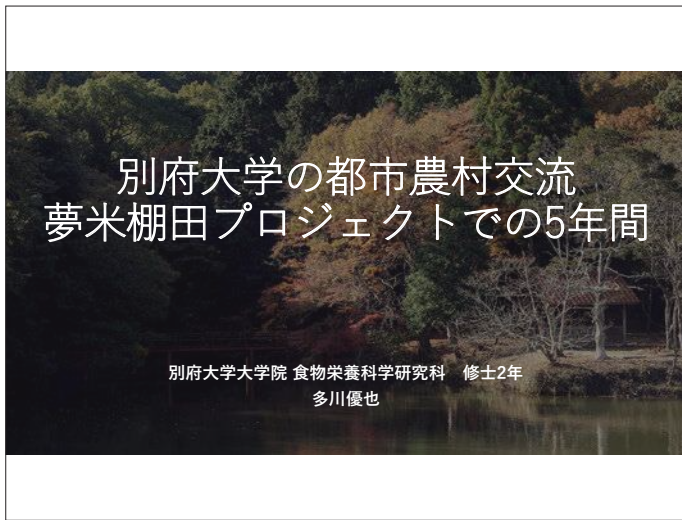 別府大学の都市農村交流
夢米棚田プロジェクトでの5年間
別府大学大学院 食物栄養科学研究科　修士2年
多川優也